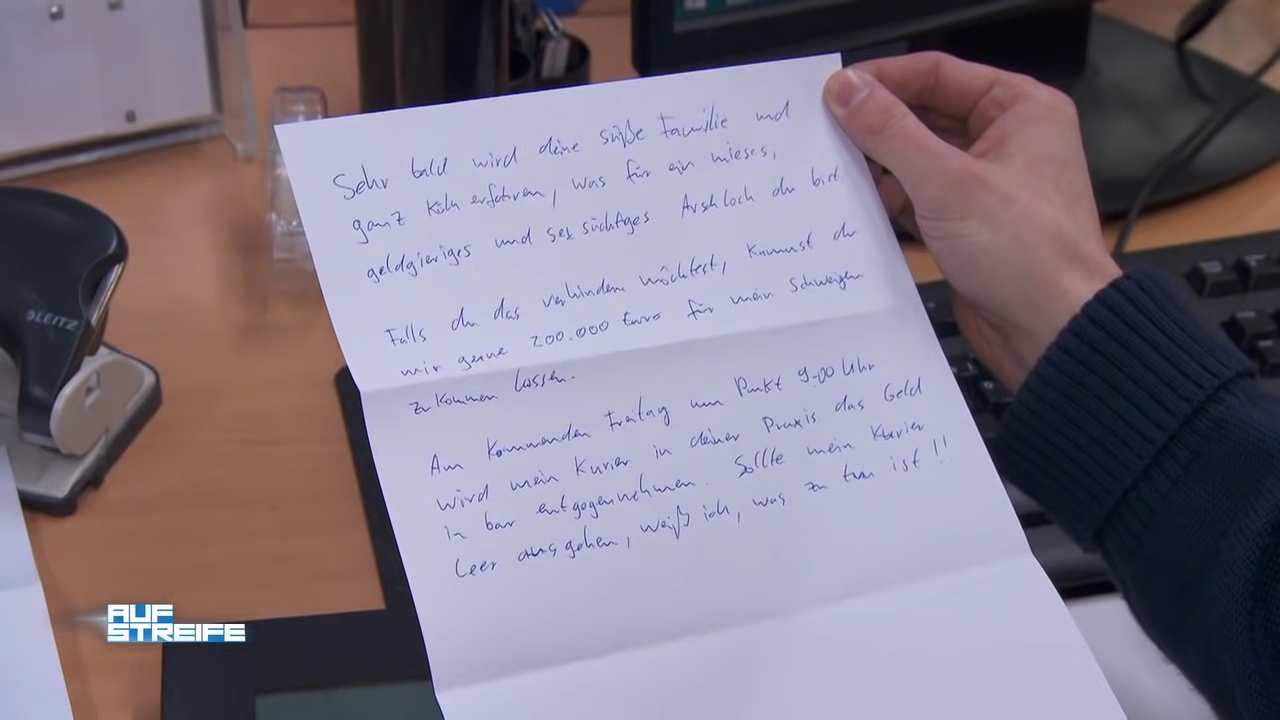 Sehr bald wird deine süße Familie und
ganz Köln erfahren, was für ein mieses,
geldgieriges und sexsüchtiges Arschloch du bist.
Falls du das verhindern möchtest, kannst du
mir gerne 200.000 Euro für mein Schweigen
zukommen lassen.
Am kommenden Freitag um Punkt 9.00 Uhr
wird mein Kurier in deiner Praxis das Geld
in bar entgegennehmen. Sollte mein Kurier
leer ausgehen, weiß ich, was zu tun ist!!
LEITZ
AUF
STREIFE